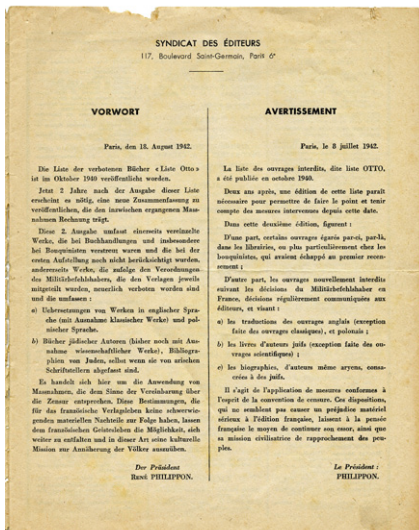 SYNDICAT DES ÉDITEURS
117, Boulevard Saint-Germain, Paris 6ᵉ
VORWORT
Paris, den 18. August 1942.
Die Liste der verbotenen Bücher « Liste Otto »
ist im Oktober 1940 veröffentlicht worden.
Jetzt 2 Jahre nach der Ausgabe dieser Liste
erscheint es nötig, eine neue Zusammenfassung zu
veröffentlichen, die den inzwischen ergangenen Mass-
nahmen Rechnung trägt.
Diese 2. Ausgabe umfasst einerseits vereinzelte
Werke, die bei Buchhandlungen und insbesondere
bei Bouquinisten verstreut waren und die bei der
ersten Aufstellung noch nicht berücksichtigt wurden,
andererseits Werke, die zufolge den Verordnungen
des Militärbefehlshabers, die den Verlagen jeweils
mitgeteilt wurden, neuerlich verboten worden sind
und die umfassen :
a) Uebersetzungen von Werken in englischer Spra-
che (mit Ausnahme klassischer Werke) und pol-
nischer Sprache.
b) Bücher jüdischer Autoren (bisher noch mit Aus-
nahme wissenschaftlicher Werke), Bibliogra-
phien von Juden, selbst wenn sie von arischen
Schriftstellern abgefasst sind.
Es handelt sich hier um die Anwendung von
Massnahmen, die dem Sinne der Vereinbarung über
die Zensur entsprechen. Diese Bestimmungen, die
für das französische Verlagsleben keine schwerwie-
genden materiellen Nachteile zur Folge haben, lassen
dem französischen Geistesleben die Möglichkeit, sich
weiter zu entfalten und in dieser Art seine kulturelle
Mission zur Annäherung der Völker auszuüben.
Der Präsident
RENÉ PHILIPPON.
AVERTISSEMENT
Paris, le 8 juillet 1942.
La liste des ouvrages interdits, dite liste OTTO,
a été publiée en octobre 1940.
Deux ans après, une édition de cette liste paraît
nécessaire pour permettre de faire le point et tenir
compte des mesures intervenues depuis cette date.
Dans cette deuxième édition, figurent :
D'une part, certains ouvrages égarés par-ci, par-là,
dans les librairies, ou plus particulièrement chez les
bouquinistes, qui avaient échappé au premier recen-
sement ;
D'autre part, les ouvrages nouvellement interdits
suivant les décisions du Militärbefehlshaber en
France, décisions régulièrement communiquées aux
éditeurs, et visant :
a) les traductions des ouvrages anglais (exception
faite des ouvrages classiques), et polonais ;
b) les livres d'auteurs juifs (exception faite des ou-
vrages scientifiques) ;
c) les biographies, d'auteurs même aryens, consa-
crées à des juifs.
Il s'agit de l'application de mesures conformes à
l'esprit de la convention de censure. Ces dispositions,
qui ne semblent pas causer un préjudice matériel
sérieux à l'édition française, laissent à la pensée
française le moyen de continuer son essor, ainsi que
sa mission civilisatrice de rapprochement des peu-
ples.
Le Président :
PHILIPPON.